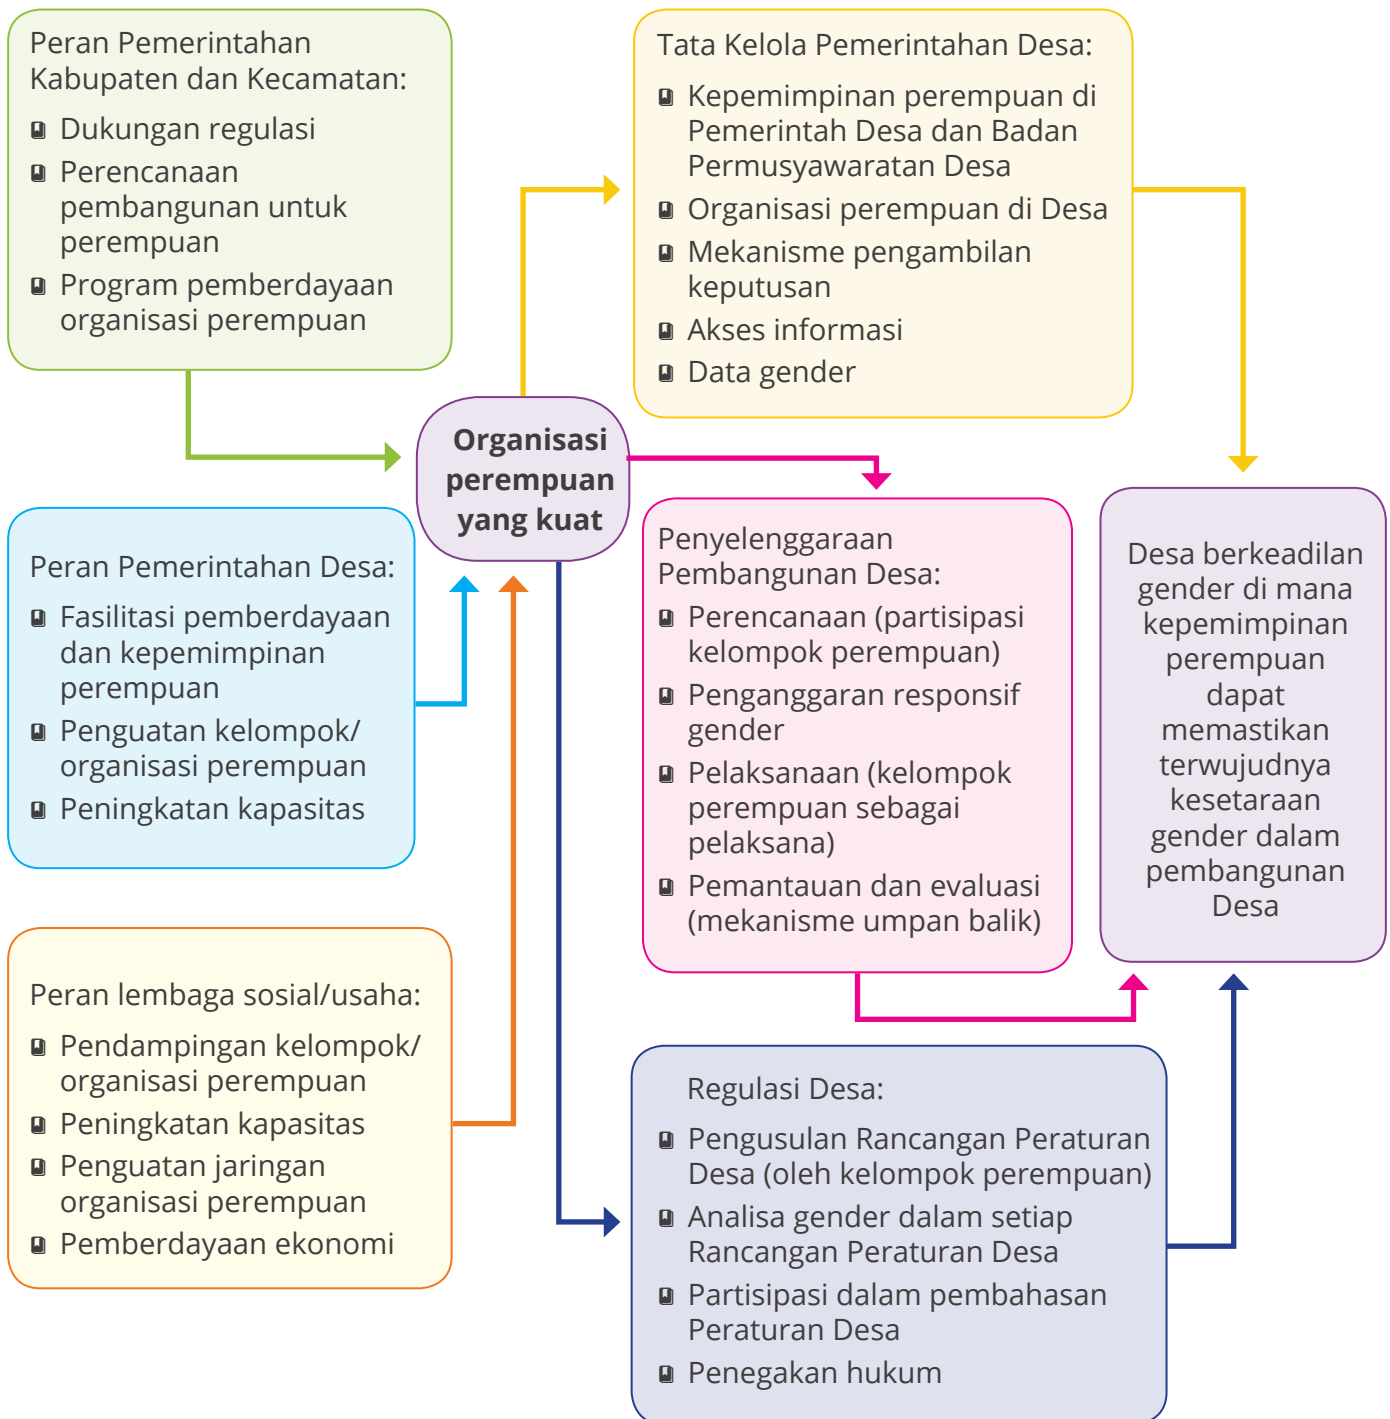 Peran Pemerintahan
Kabupaten dan Kecamatan:
Dukungan regulasi
Perencanaan
pembangunan untuk
perempuan
Program pemberdayaan
organisasi perempuan
Tata Kelola Pemerintahan Desa:
Kepemimpinan perempuan di
Pemerintah Desa dan Badan
Permusyawaratan Desa
Organisasi perempuan di Desa
Mekanisme pengambilan
keputusan
Akses informasi
Data gender
Organisasi
perempuan
yang kuat
Peran Pemerintahan Desa:
Fasilitasi pemberdayaan
dan kepemimpinan
perempuan
Penguatan kelompok/
organisasi perempuan
Peningkatan kapasitas
Penyelenggaraan
Pembangunan Desa:
Perencanaan (partisipasi
kelompok perempuan)
Penganggaran responsif
gender
Pelaksanaan (kelompok
perempuan sebagai
pelaksana)
Pemantauan dan evaluasi
(mekanisme umpan balik)
Desa berkeadilan
gender di mana
kepemimpinan
perempuan
dapat
memastikan
terwujudnya
kesetaraan
gender dalam
pembangunan
Desa
Peran lembaga sosial/usaha:
Pendampingan kelompok/
organisasi perempuan
Peningkatan kapasitas
Penguatan jaringan
organisasi perempuan
Pemberdayaan ekonomi
Regulasi Desa:
Pengusulan Rancangan Peraturan
Desa (oleh kelompok perempuan)
Analisa gender dalam setiap
Rancangan Peraturan Desa
Partisipasi dalam pembahasan
Peraturan Desa
Penegakan hukum